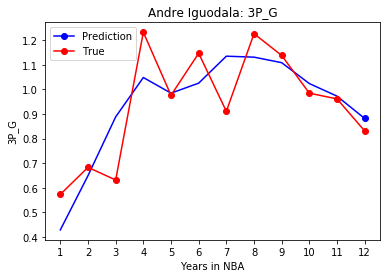 Andre Iguodala: 3P_G
Prediction
True
3P_G
1.2
1.1
1.0
0.9
0.8
0.7
0.6
0.5
0.4
1 2 3 4 5 6 7 8 9 10 11 12
Years in NBA